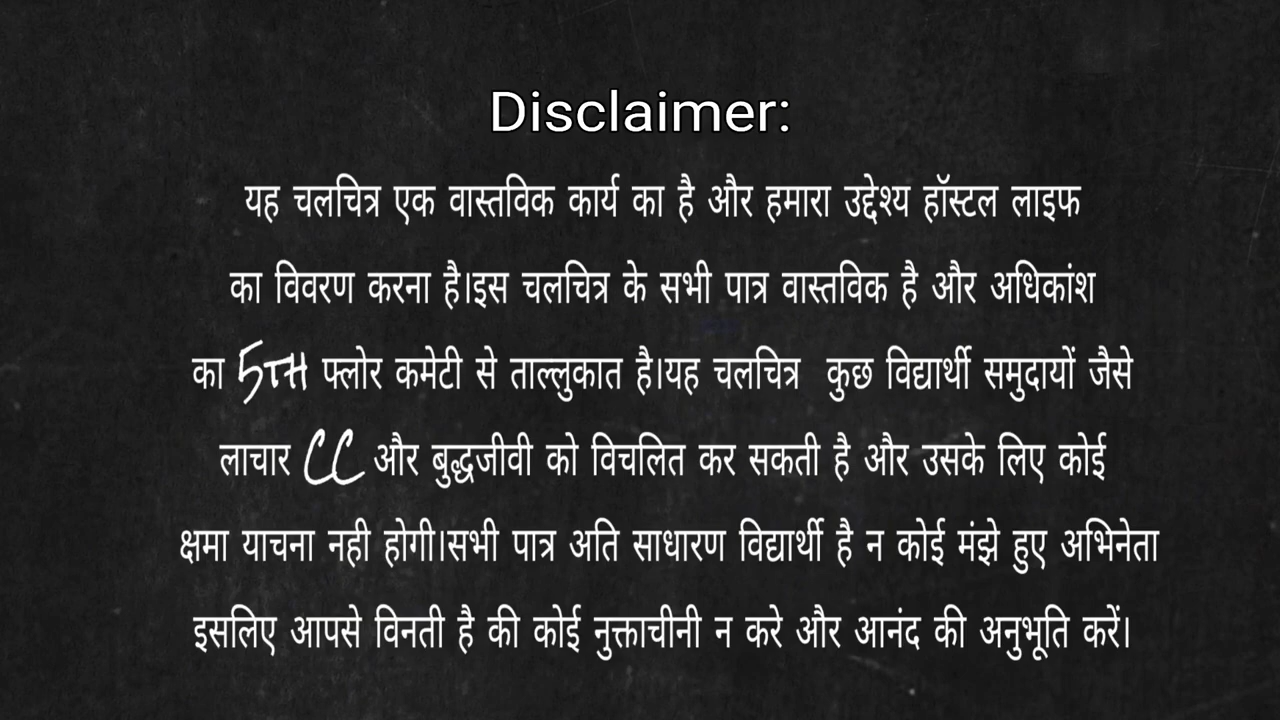 Disclaimer:
यह चलचित्र एक वास्तविक कार्य का है और हमारा उद्देश्य हॉस्टल लाइफ
का विवरण करना है।इस चलचित्र के सभी पात्र वास्तविक है और अधिकांश
का 5TH फ्लोर कमेटी से ताल्लुकात है।यह चलचित्र कुछ विद्यार्थी समुदायों जैसे
लाचार CC और बुद्धजीवी को विचलित कर सकती है और उसके लिए कोई
क्षमा याचना नही होगी।सभी पात्र अति साधारण विद्यार्थी है न कोई मंझे हुए अभिनेता
इसलिए आपसे विनती है की कोई नुक्ताचीनी न करे और आनंद की अनुभूति करें।